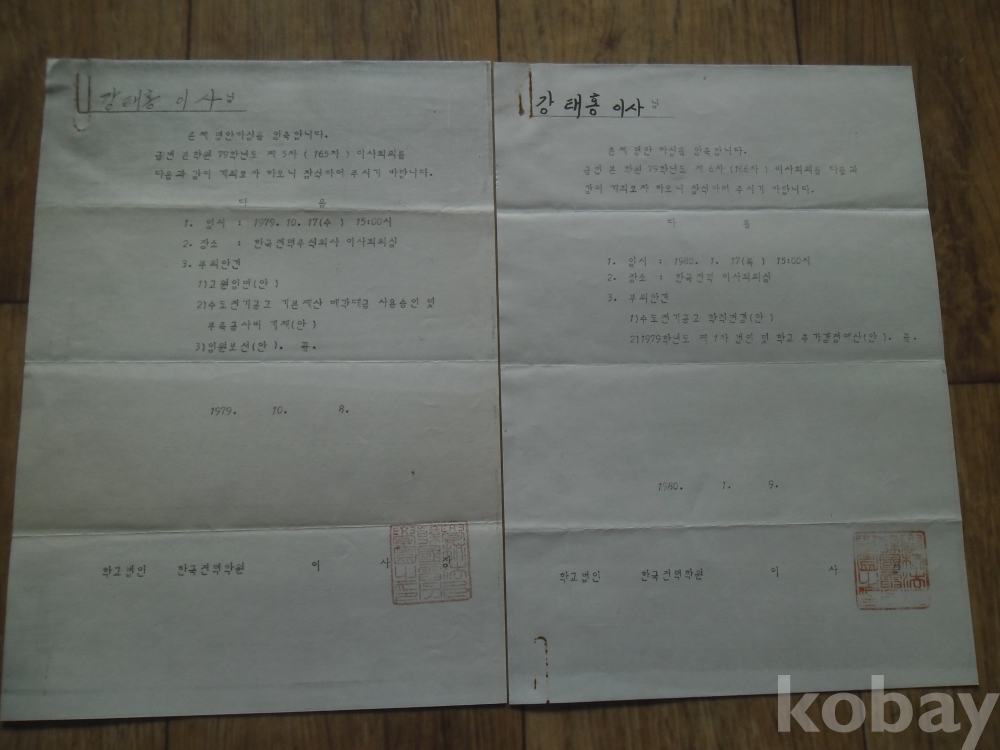 강태홍 이사님
존체 평안하심을 앙축합니다.
금번 본 학원 79학년도 제 5차 (165차) 이사회의를
다음과 같이 개최코자 하오니 참석하여 주시기 바랍니다.
다 음
1. 일시 : 1979. 10. 17(수) 15:00시
2. 장소 : 한국전력주식회사 이사회의실
3. 부의안건
1)교원임면(안)
2)수도전기공고 기본재산 매각대금 사용승인 및
부속공사비 기채(안)
3)임원보선(안). 끝.
1979. 10. 8.
학교법인 한국전력학원 이 사 장
강태홍 이사님
존체 평안 하심을 앙축합니다.
금번 본 학원 79학년도 제 6차 (166차) 이사회의를 다음과
같이 개최코자 하오니 참석하여 주시기 바랍니다.
다 음
1. 일시 : 1980. 1. 17(목) 15:00시
2. 장소 : 한국전력 이사회의실
3. 부의안건
1)수도전기공고 학칙변경(안)
2)1979학년도 제 1차 법인 및 학교 추가경정예산(안). 끝.
1980. 1. 9.
학교법인 한국전력학원 이 사
kobay